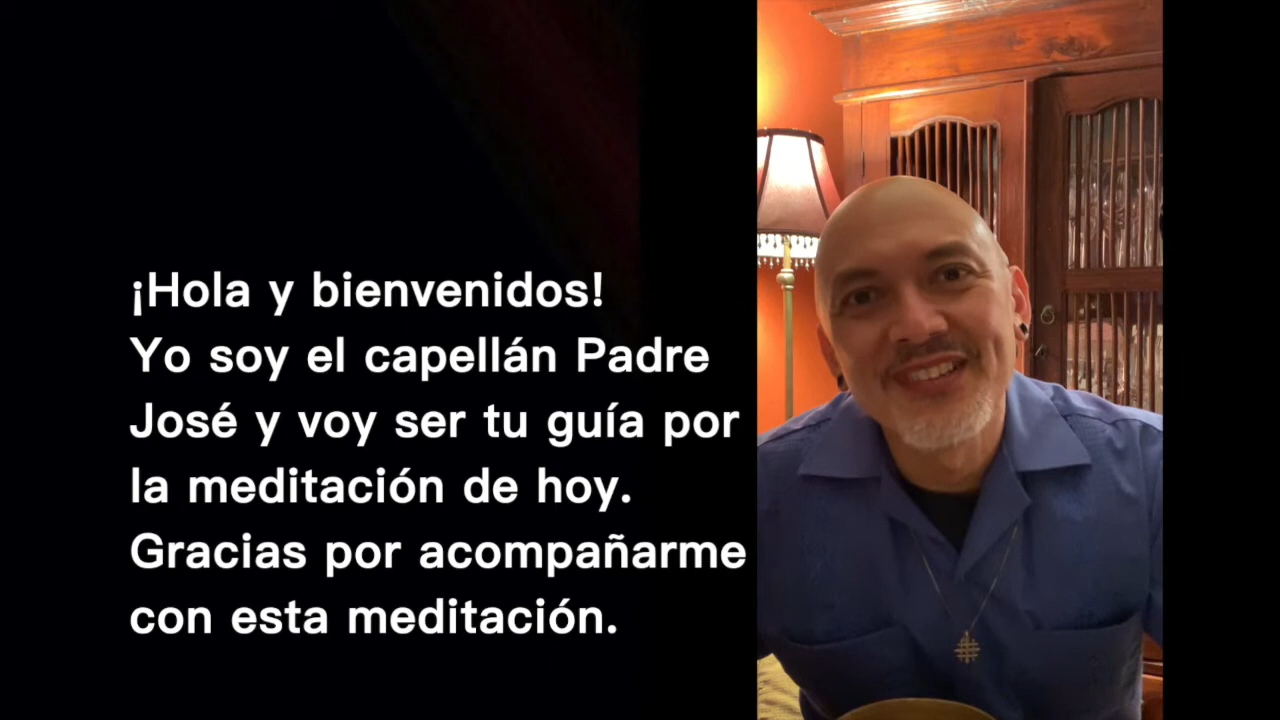 ¡Hola y bienvenidos!
Yo soy el capellán Padre
José y voy ser tu guía por
la meditación de hoy.
Gracias por acompañarme
con esta meditación.